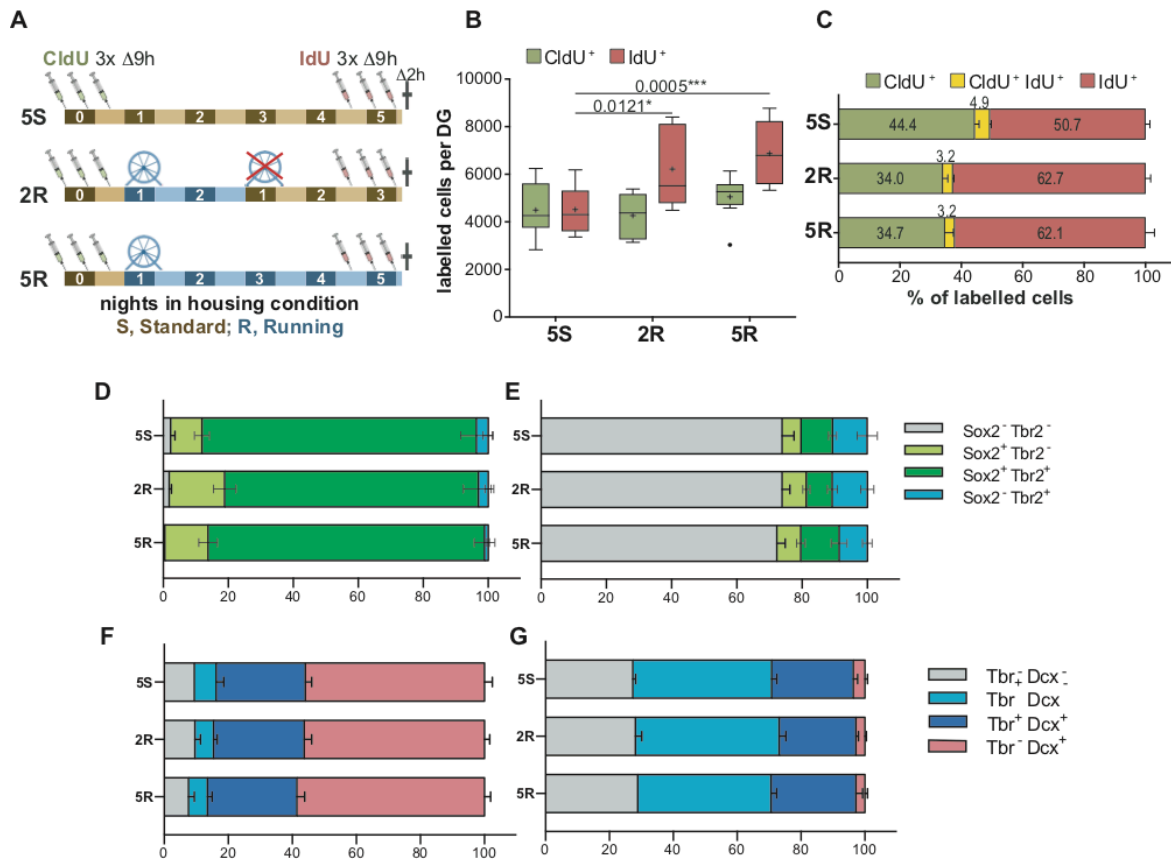 A
CldU 3x Δ9h
IdU 3x Δ9h
Δ2h
5S
0 1 2 3 4 5
2R
0 1 2 1 2 3
5R
0 1 2 3 4 5
nights in housing condition
S, Standard; R, Running
B
CldU⁺ IdU⁺
labelled cells per DG
10000
8000
6000
4000
2000
0
0.0005***
0.0121*
5S 2R 5R
C
CldU⁺ CldU⁺ IdU⁺ IdU⁺
4.9
5S 44.4 50.7
3.2
2R 34.0 62.7
3.2
5R 34.7 62.1
0 20 40 60 80 100
% of labelled cells
D
5S
2R
5R
0 20 40 60 80 100
E
5S
2R
5R
0 20 40 60 80 100
Sox2⁻ Tbr2⁻
Sox2⁺ Tbr2⁻
Sox2⁺ Tbr2⁺
Sox2⁻ Tbr2⁺
F
5S
2R
5R
0 20 40 60 80 100
G
5S
2R
5R
0 20 40 60 80 100
Tbr₊⁻ Dcx₋⁻
Tbr Dcx
Tbr⁺ Dcx⁺
Tbr⁻ Dcx⁺